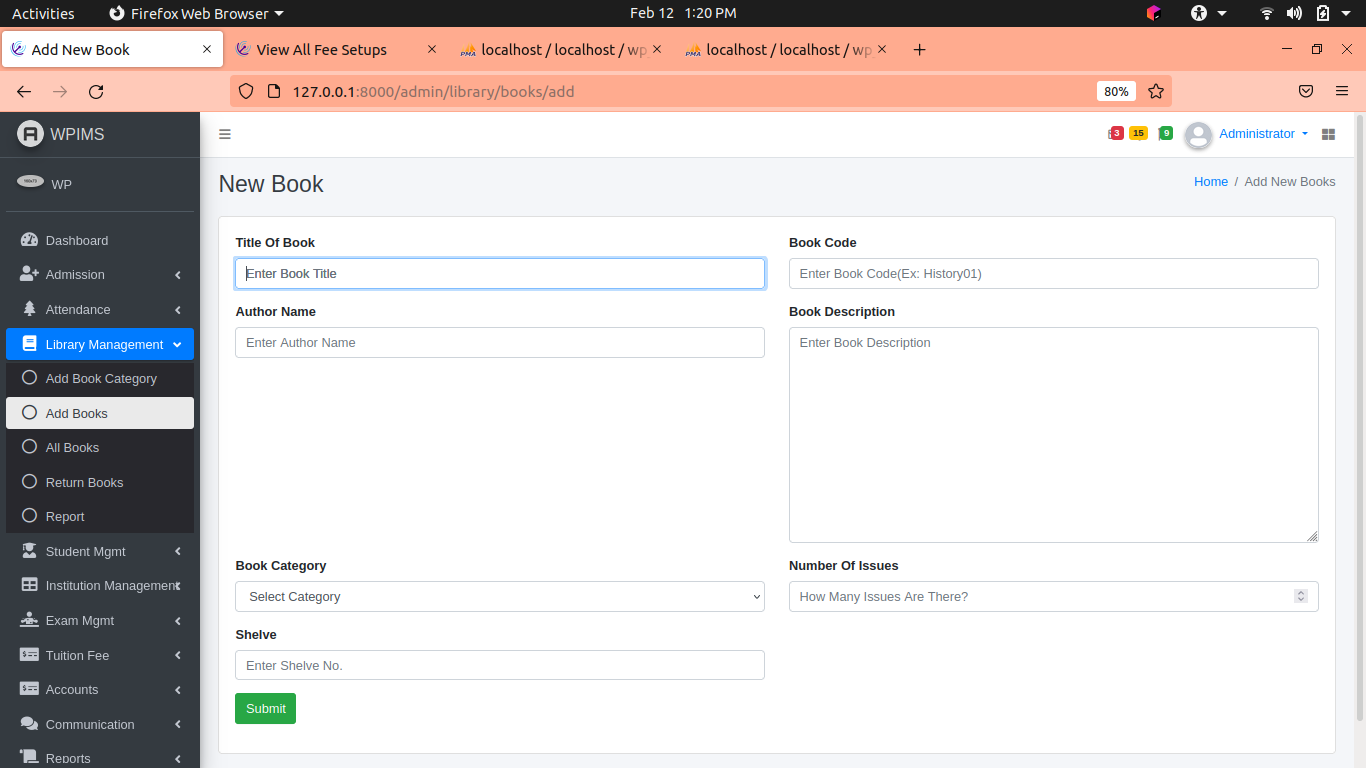 Activities Firefox Web Browser Feb 12 1:20 PM
Add New Book View All Fee Setups localhost / localhost / wp localhost / localhost / wp
127.0.0.1:8000/admin/library/books/add 80%
WPIMS
3 15 9 Administrator
WP
New Book
Home / Add New Books
Dashboard
Admission
Attendance
Library Management
Add Book Category
Add Books
All Books
Return Books
Report
Student Mgmt
Institution Management
Exam Mgmt
Tuition Fee
Accounts
Communication
Reports
Title Of Book
Enter Book Title
Book Code
Enter Book Code(Ex: History01)
Author Name
Enter Author Name
Book Description
Enter Book Description
Book Category
Select Category
Number Of Issues
How Many Issues Are There?
Shelve
Enter Shelve No.
Submit